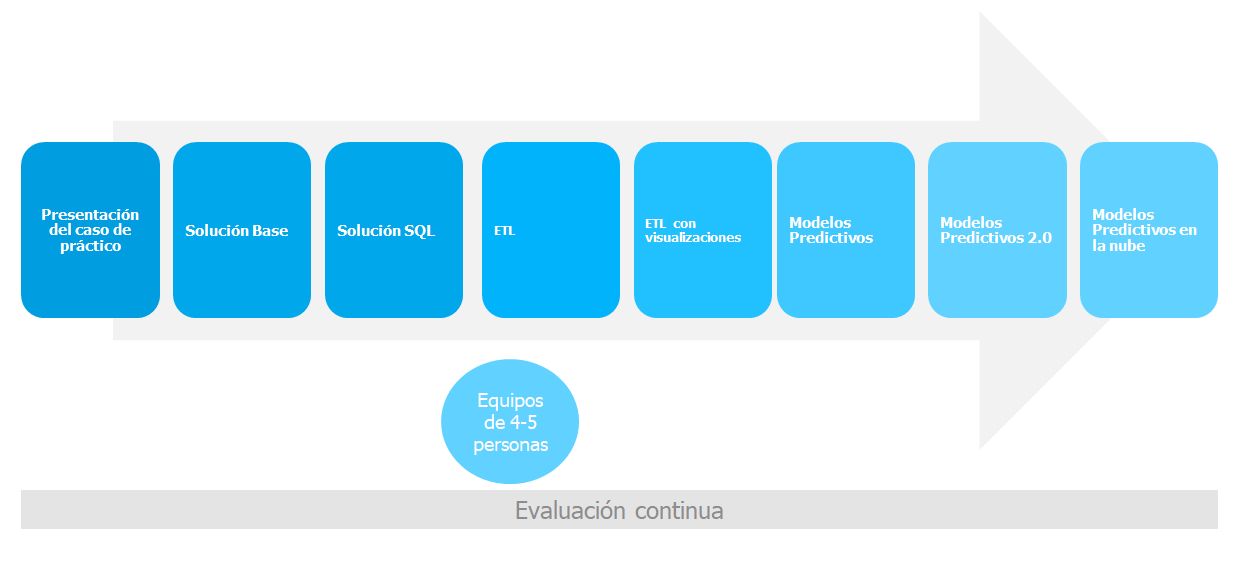 Presentación
del caso de
práctico
Solución Base
Solución SQL
ETL
ETL con
visualizaciones
Modelos
Predictivos
Modelos
Predictivos 2.0
Modelos
Predictivos en
la nube
Equipos
de 4-5
personas
Evaluación continua